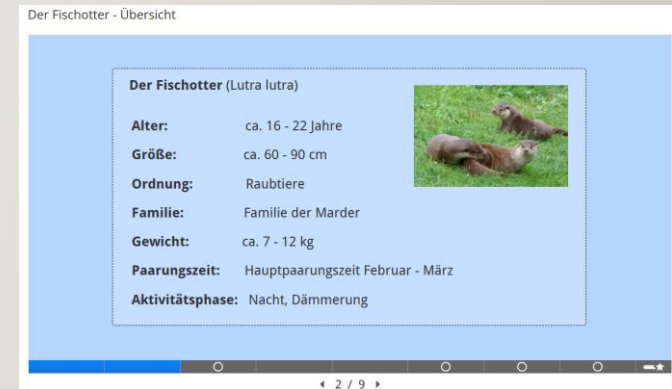 Der Fischotter - Übersicht
Der Fischotter (Lutra lutra)
Alter: ca. 16 - 22 Jahre
Größe: ca. 60 - 90 cm
Ordnung: Raubtiere
Familie: Familie der Marder
Gewicht: ca. 7 - 12 kg
Paarungszeit: Hauptpaarungszeit Februar - März
Aktivitätsphase: Nacht, Dämmerung
2 / 9